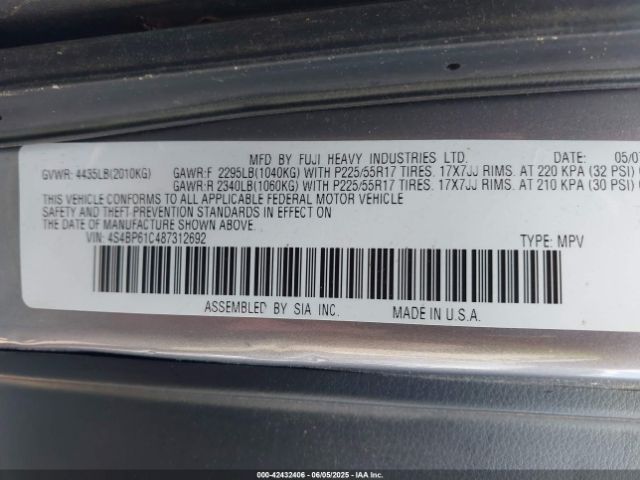 MFD BY FUJI HEAVY INDUSTRIES LTD. DATE: 05/07
GVWR: 4435LB(2010KG) GAWR:F 2295LB(1040KG) WITH P225/55R17 TIRES. 17X7JJ RIMS. AT 220 KPA (32 PSI)
GAWR:R 2340LB(1060KG) WITH P225/55R17 TIRES. 17X7JJ RIMS. AT 210 KPA (30 PSI)
THIS VEHICLE CONFORMS TO ALL APPLICABLE FEDERAL MOTOR VEHICLE
SAFETY AND THEFT PREVENTION STANDARDS IN EFFECT ON
THE DATE OF MANUFACTURE SHOWN ABOVE.
VIN: 4S4BP61C487312692 TYPE: MPV
ASSEMBLED BY SIA INC. MADE IN U.S.A.
000-42432406 - 06/05/2025 - COPYRIGHT IAA, LLC.